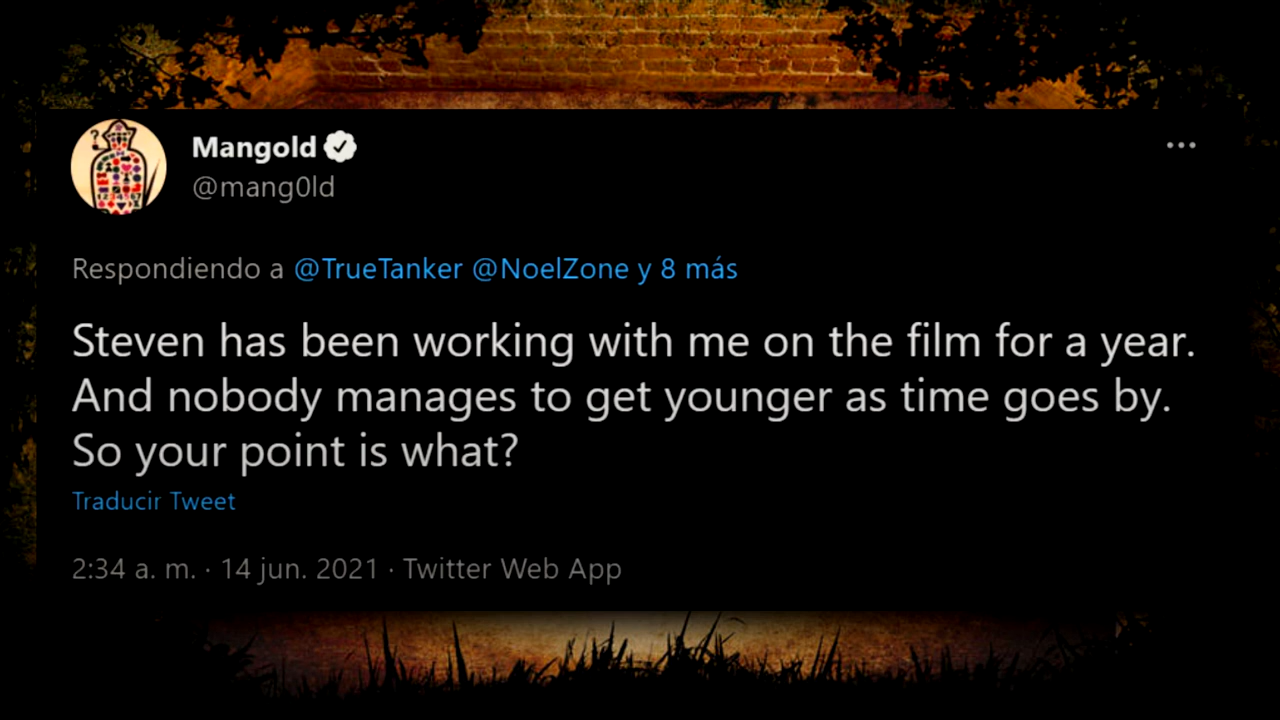 Mangold
@mang0ld
Respondiendo a @TrueTanker @NoelZone y 8 más
Steven has been working with me on the film for a year.
And nobody manages to get younger as time goes by.
So your point is what?
Traducir Tweet
2:34 a. m. · 14 jun. 2021 · Twitter Web App